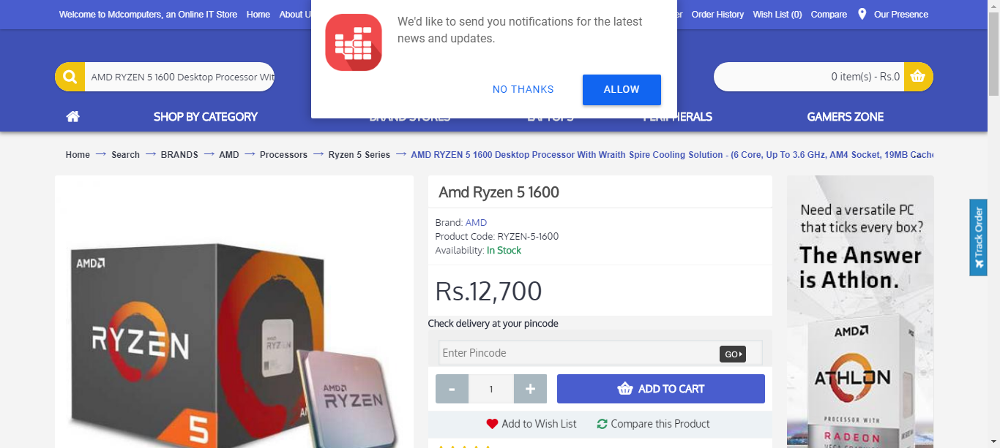 Welcome to Mdcomputers, an Online IT Store Home About U
er Order History Wish List (0) Compare Our Presence
We'd like to send you notifications for the latest
news and updates.
NO THANKS ALLOW
AMD RYZEN 5 1600 Desktop Processor Wit
0 item(s) - Rs.0
SHOP BY CATEGORY BRAND STORES LAPTOPS PERIPHERALS GAMERS ZONE
Home → Search → BRANDS → AMD → Processors → Ryzen 5 Series → AMD RYZEN 5 1600 Desktop Processor With Wraith Spire Cooling Solution - (6 Core, Up To 3.6 GHz, AM4 Socket, 19MB Cache
Amd Ryzen 5 1600
Brand: AMD
Product Code: RYZEN-5-1600
Availability: In Stock
Rs.12,700
Check delivery at your pincode
Enter Pincode GO
- 1 + ADD TO CART
Add to Wish List Compare this Product
AMD
RYZEN
AMD
RYZEN
5
AMD
RYZEN
Need a versatile PC
that ticks every box?
The Answer
is Athlon.
AMD
ATHLON
PROCESSOR WITH
RADEON
Track Order